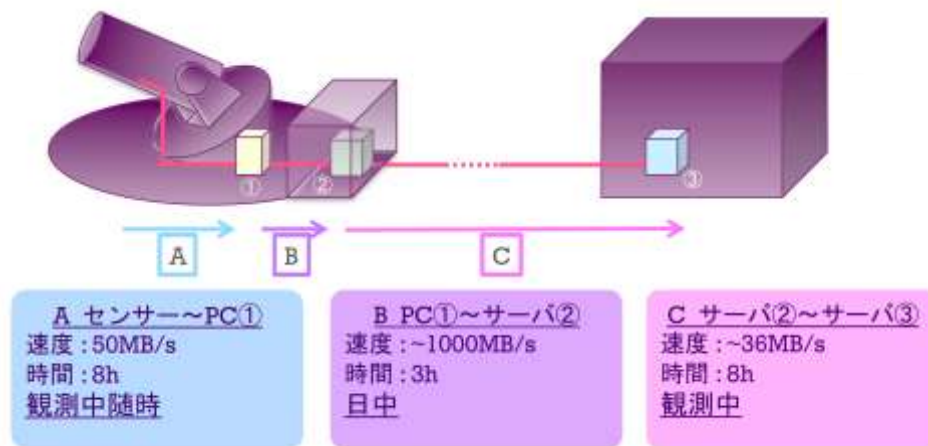 ①
②
③
A
B
C
A センサー～PC①
速度:50MB/s
時間:8h
観測中随時
B PC①～サーバ②
速度:~1000MB/s
時間:3h
日中
C サーバ②～サーバ③
速度:~36MB/s
時間:8h
観測中